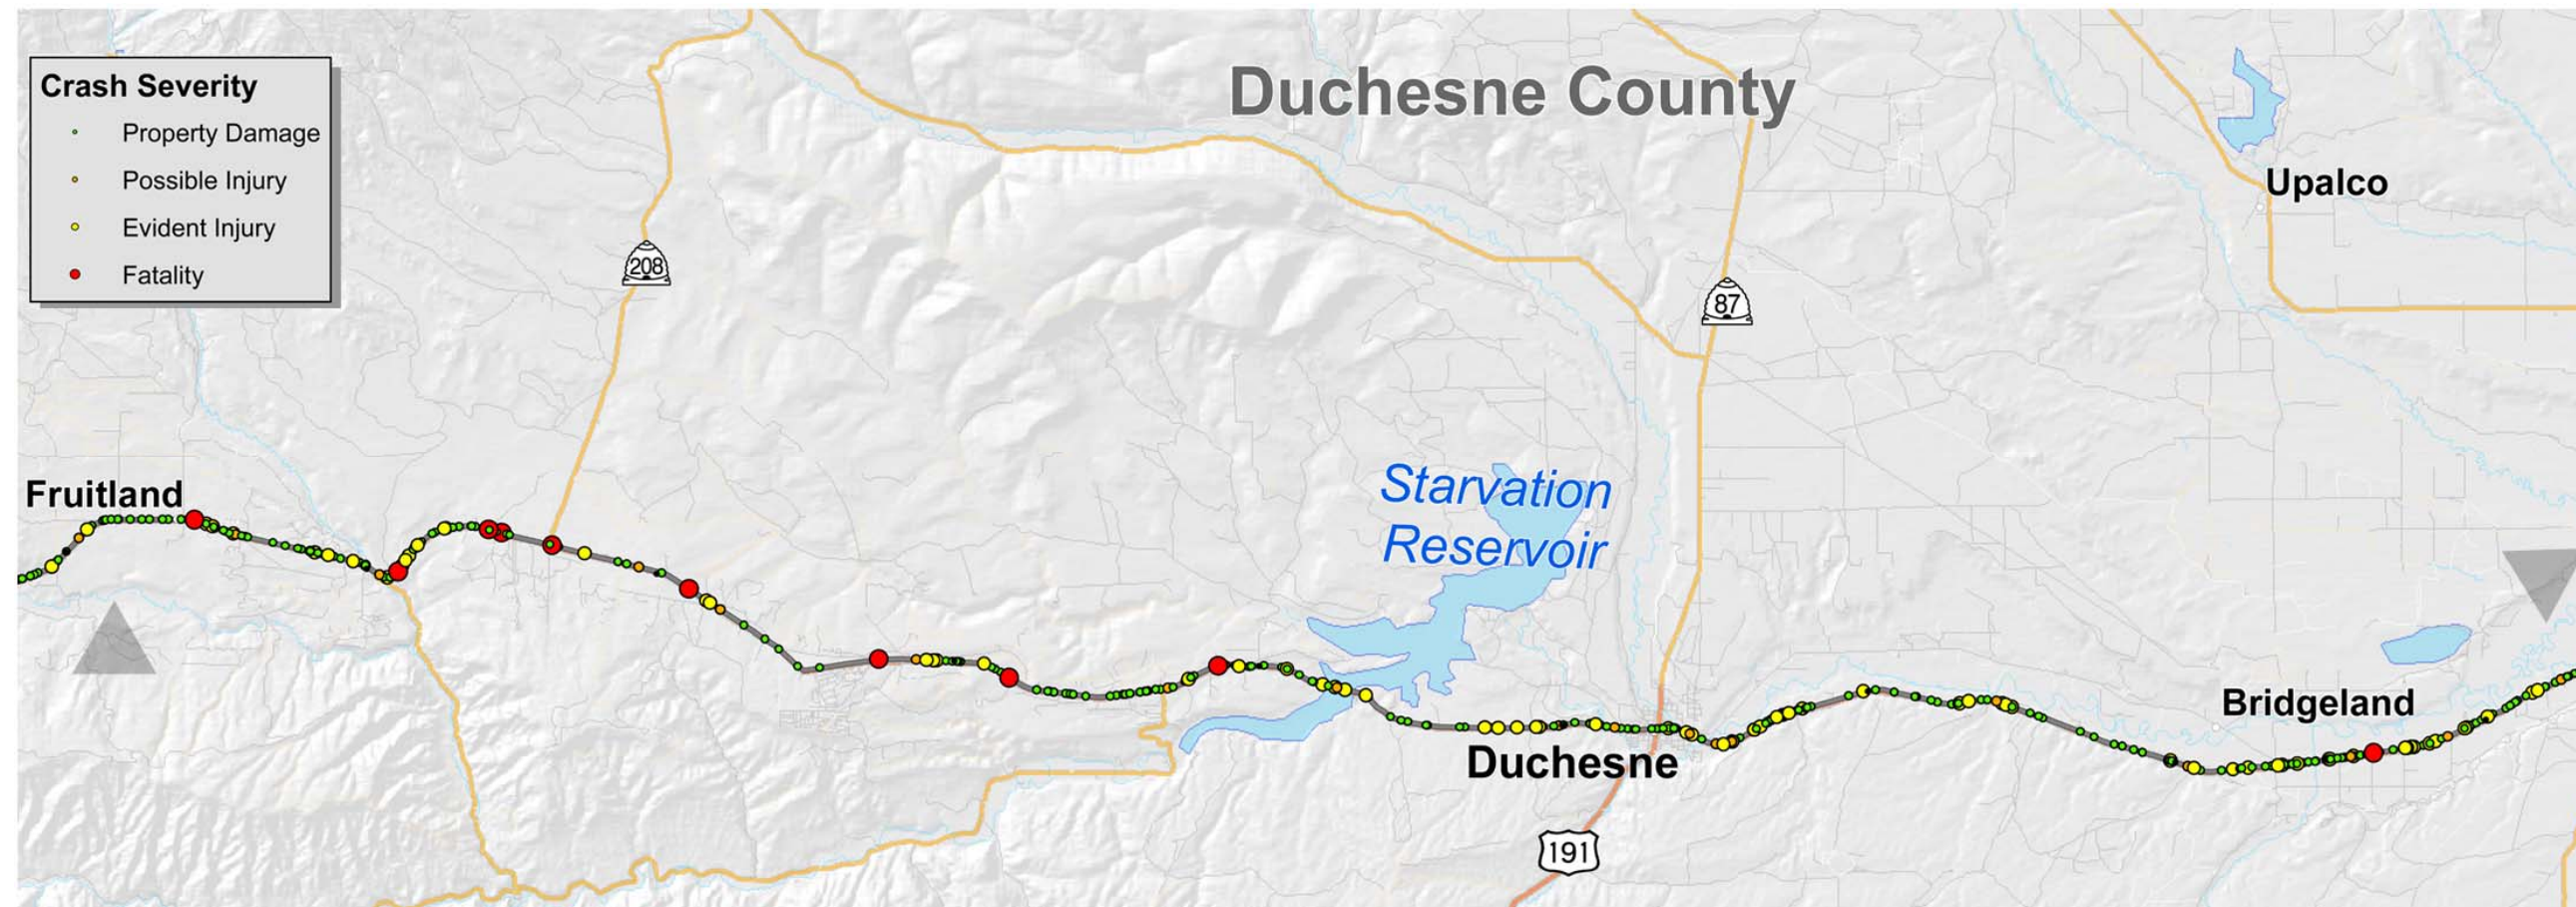 Duchesne County
Crash Severity
Property Damage
Possible Injury
Evident Injury
Fatality
Upalco
208
87
Fruitland
Starvation
Reservoir
Bridgeland
Duchesne
191